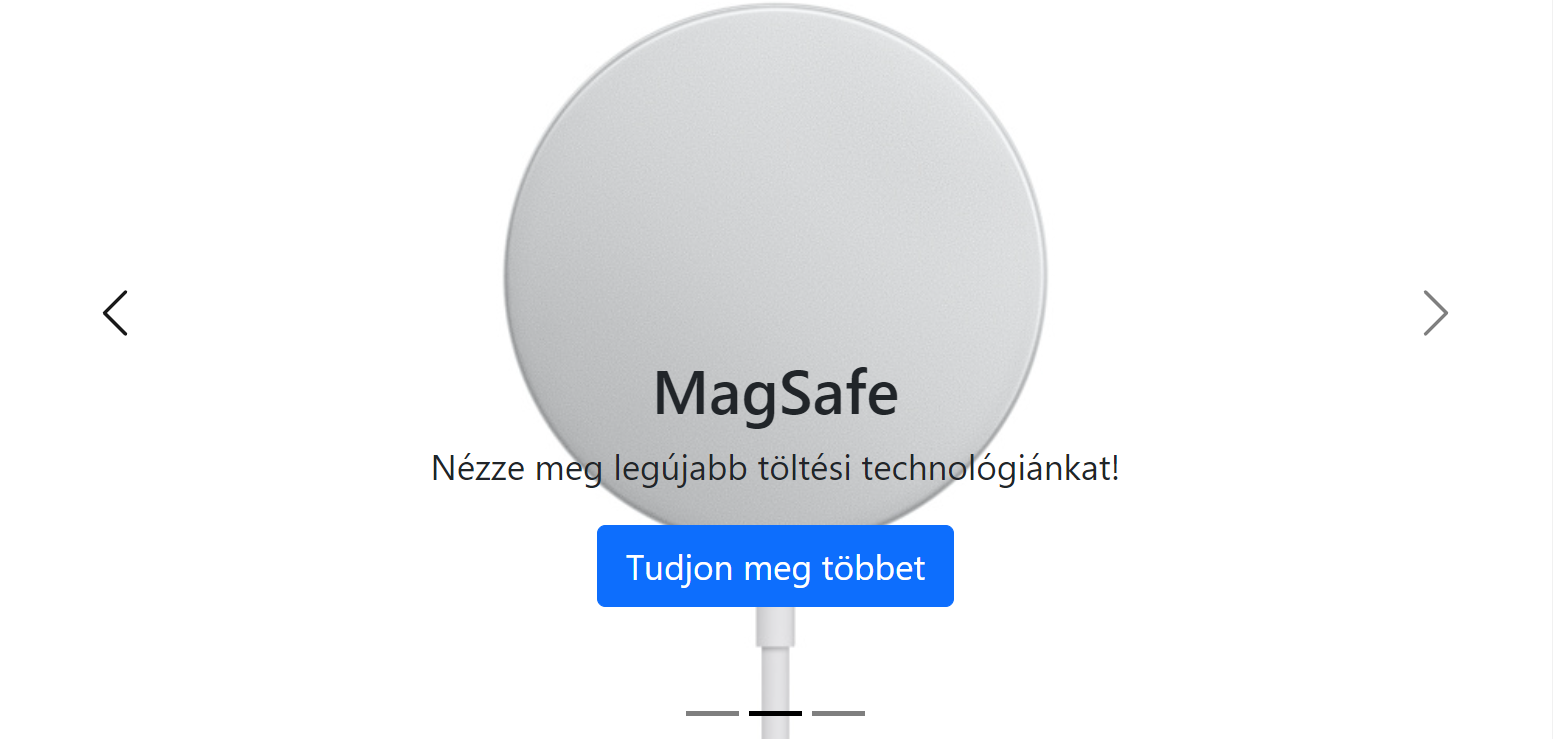 MagSafe
Nézze meg legújabb töltési technológiánkat!
Tudjon meg többet